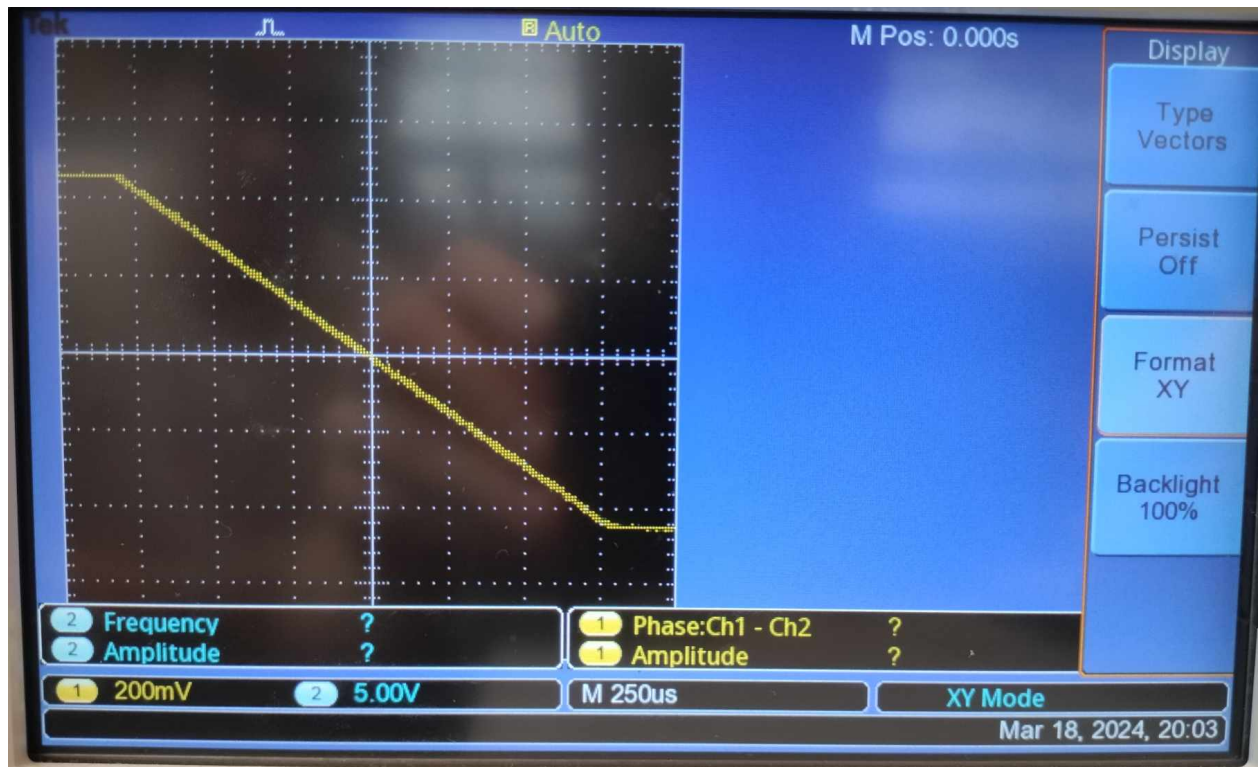 Tek
R Auto
M Pos: 0.000s
Display
Type
Vectors
Persist
Off
Format
XY
Backlight
100%
2 Frequency ?
2 Amplitude ?
1 Phase:Ch1 - Ch2 ?
1 Amplitude ?
1 200mV 2 5.00V M 250us XY Mode
Mar 18, 2024, 20:03